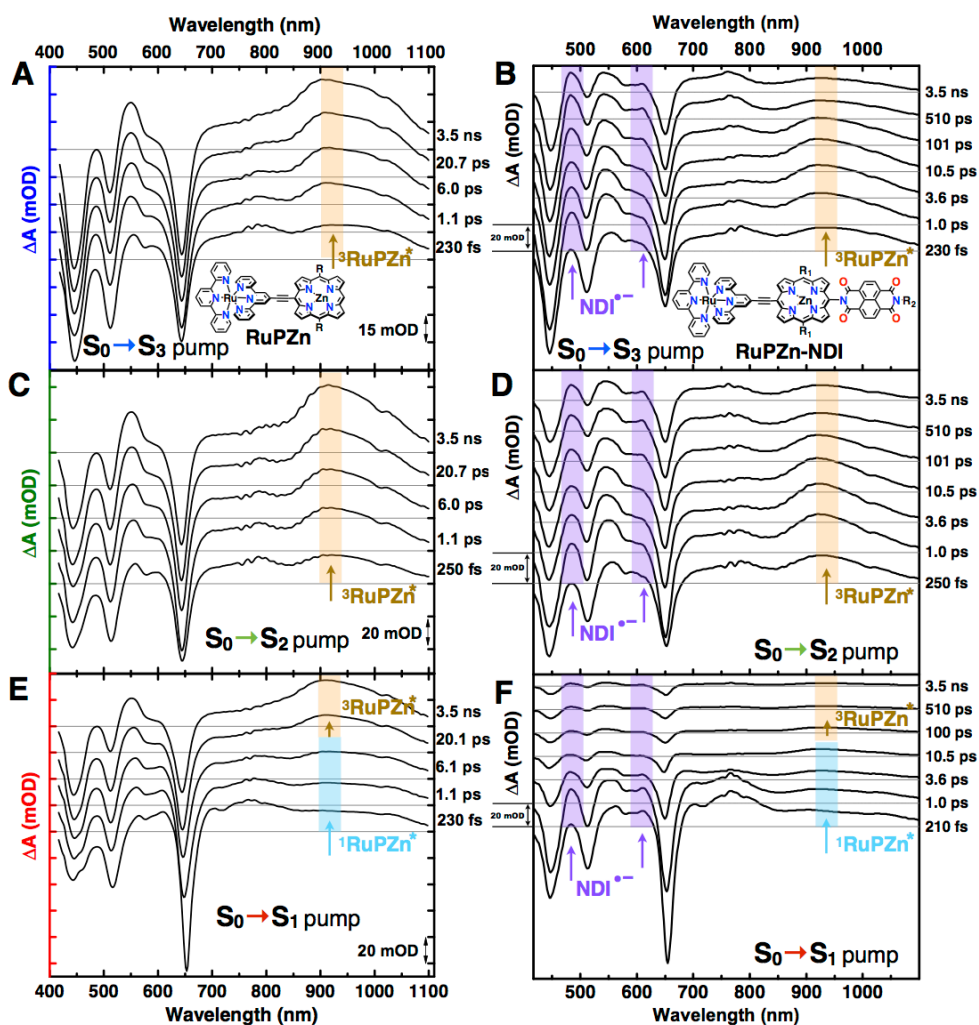 Wavelength (nm)
400 500 600 700 800 900 1000 1100
A
ΔA (mOD)
3.5 ns
20.7 ps
6.0 ps
1.1 ps
230 fs
³RuPZn*
R
N N N Ru N N N
N N Zn N N
R
RuPZn
15 mOD
S₀→S₃ pump
Wavelength (nm)
500 600 700 800 900 1000
B
ΔA (mOD)
3.5 ns
510 ps
101 ps
10.5 ps
3.6 ps
1.0 ps
230 fs
20 mOD
³RuPZn*
NDI•−
R₁
N N N Ru N N N
N N Zn N N
O O N N-R₂ O O
R₁
RuPZn-NDI
S₀→S₃ pump
C
ΔA (mOD)
3.5 ns
20.7 ps
6.0 ps
1.1 ps
250 fs
³RuPZn*
S₀→S₂ pump
20 mOD
D
ΔA (mOD)
3.5 ns
510 ps
101 ps
10.5 ps
3.6 ps
1.0 ps
250 fs
20 mOD
NDI•−
³RuPZn*
S₀→S₂ pump
E
ΔA (mOD)
³RuPZn*
3.5 ns
20.1 ps
6.1 ps
1.1 ps
230 fs
¹RuPZn*
S₀→S₁ pump
20 mOD
400 500 600 700 800 900 1000 1100
Wavelength (nm)
F
ΔA (mOD)
3.5 ns
510 ps
³RuPZn*
100 ps
10.5 ps
3.6 ps
1.0 ps
210 fs
20 mOD
¹RuPZn*
NDI•−
S₀→S₁ pump
500 600 700 800 900 1000
Wavelength (nm)